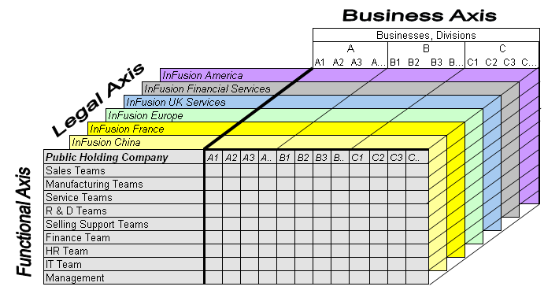 Business Axis
Businesses, Divisions
A B C
A1 A2 A3 A... B1 B2 B3 B... C1 C2 C3 C...
Legal Axis
InFusion America
InFusion Financial Services
InFusion UK Services
InFusion Europe
InFusion France
InFusion China
Functional Axis
Public Holding Company A1 A2 A3 A.. B1 B2 B3 B.. C1 C2 C3 C..
Sales Teams
Manufacturing Teams
Service Teams
R & D Teams
Selling Support Teams
Finance Team
HR Team
IT Team
Management